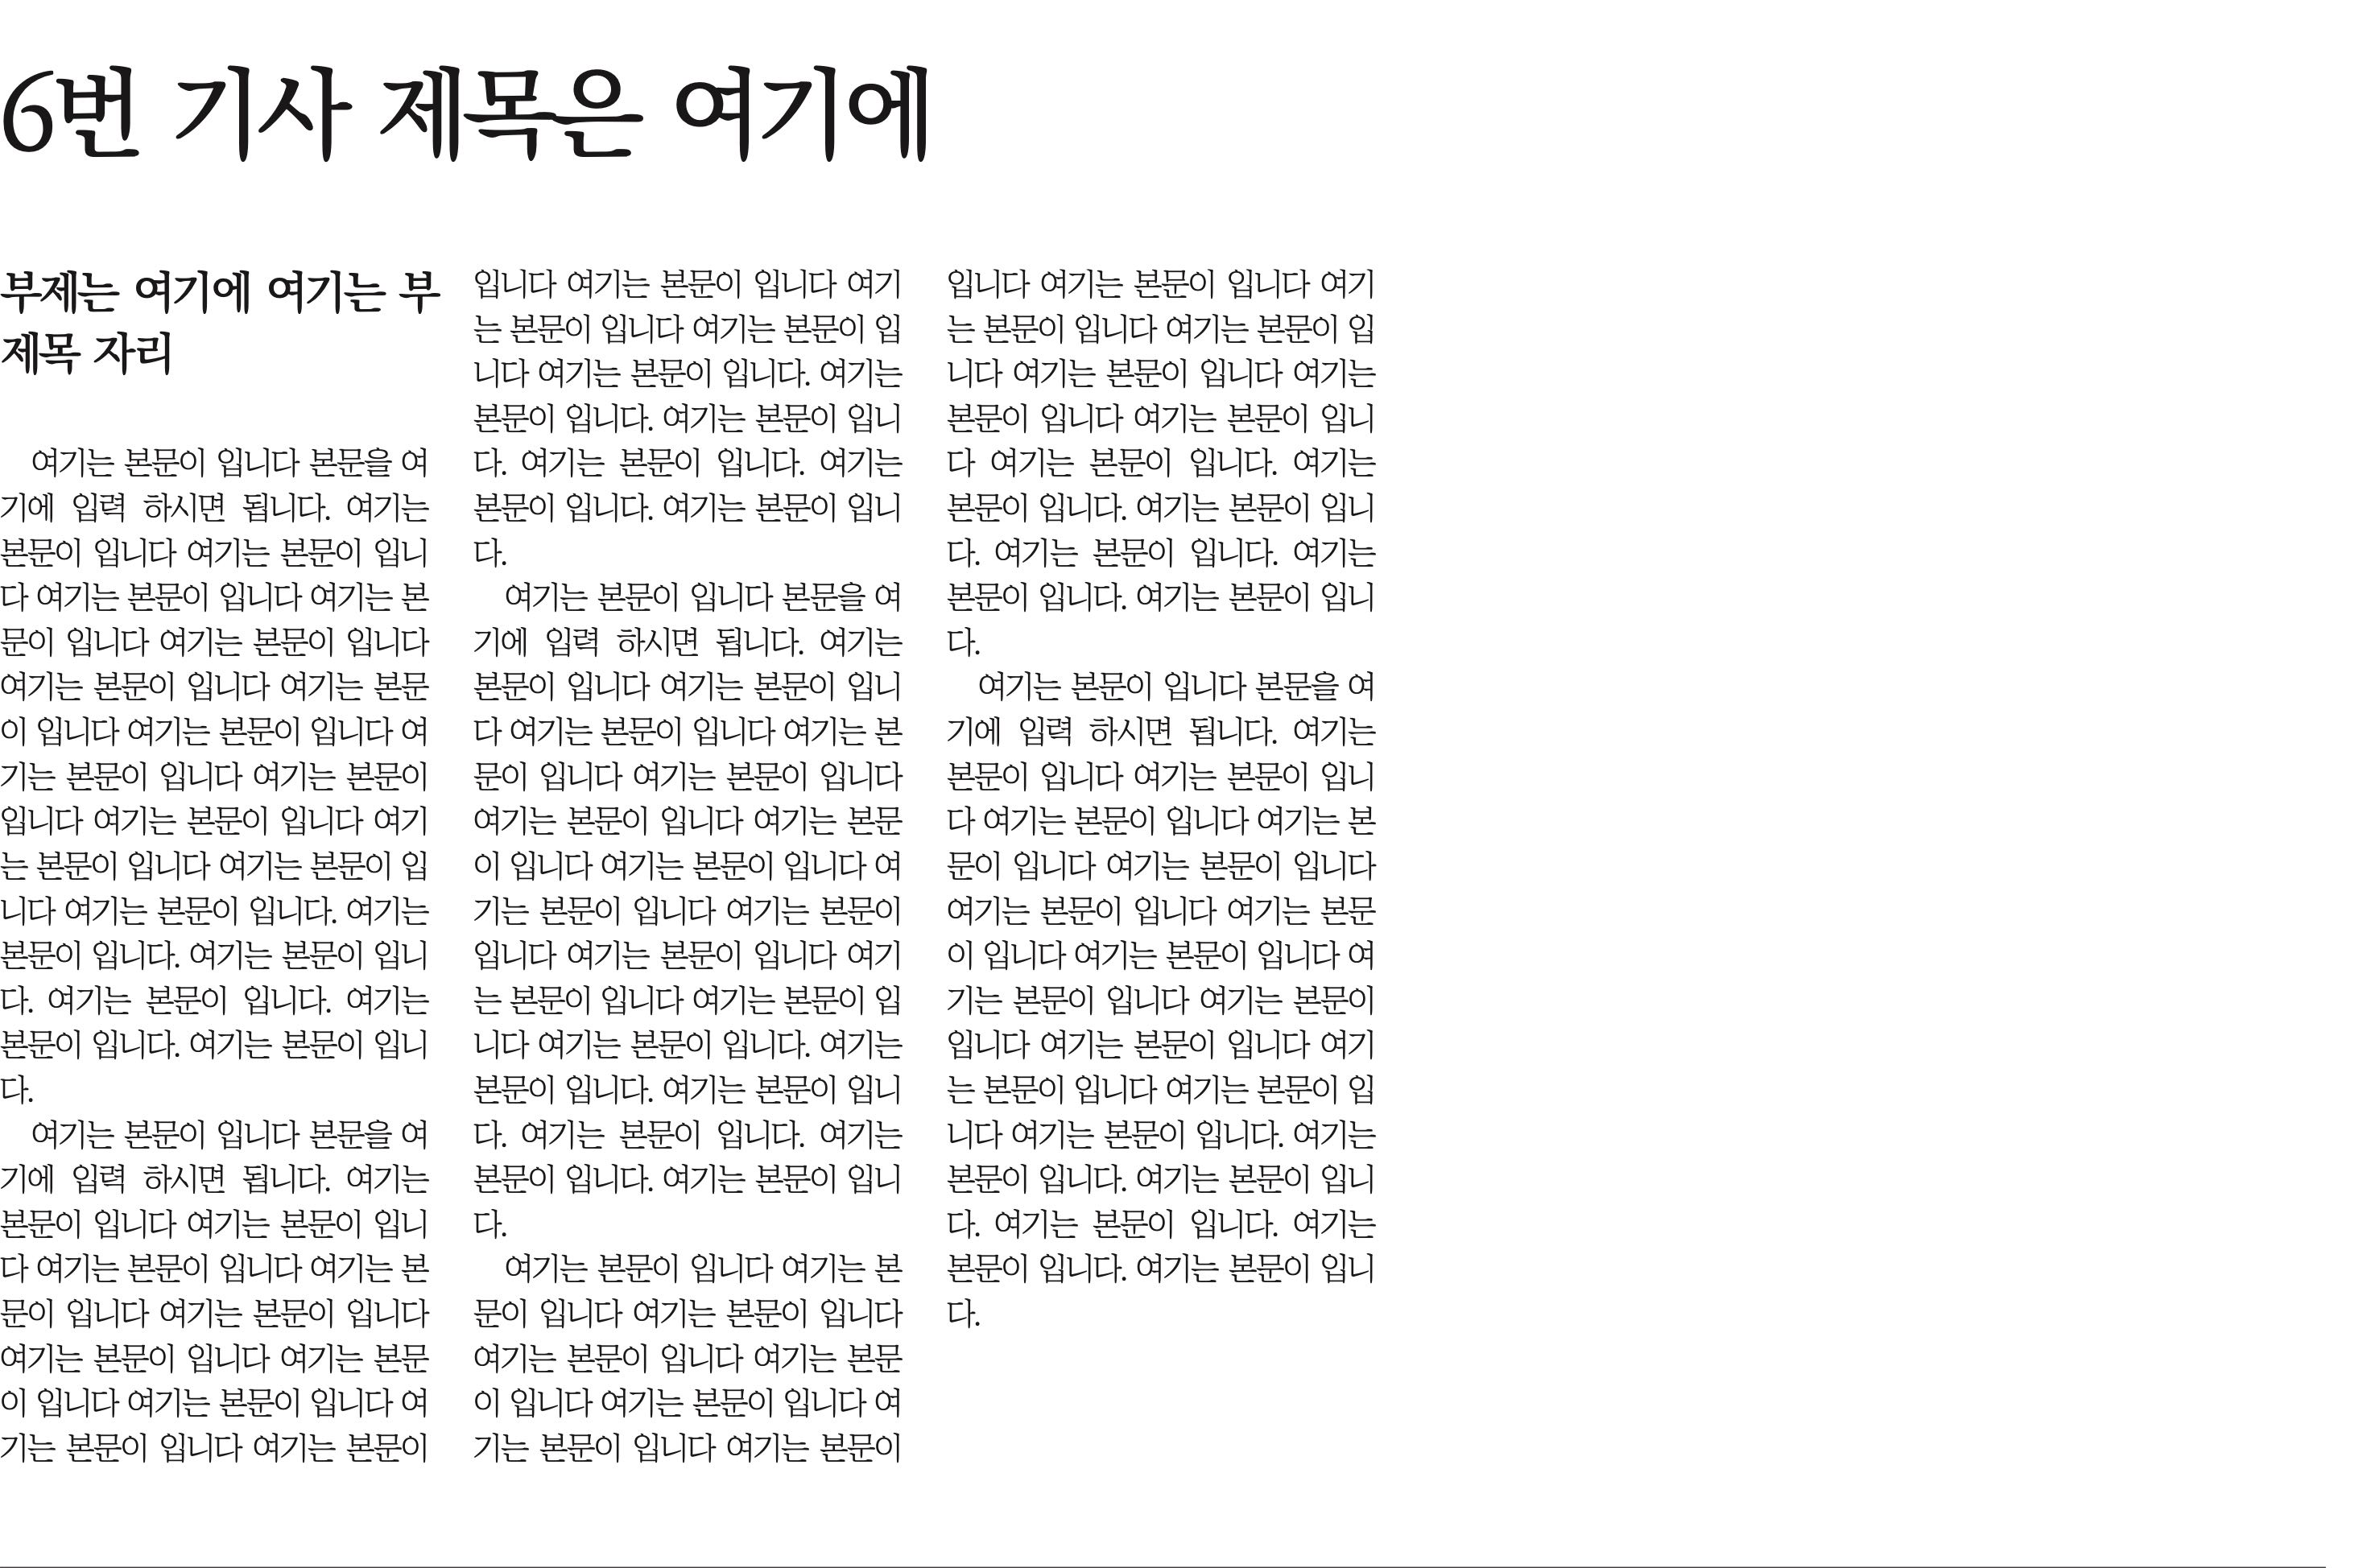 6번 기사 제목은 여기에
부제는 여기에 여기는 부
제목 자리
여기는 본문이 입니다 본문을 여
기에 입력 하시면 됩니다. 여기는
본문이 입니다 여기는 본문이 입니
다 여기는 본문이 입니다 여기는 본
문이 입니다 여기는 본문이 입니다
여기는 본문이 입니다 여기는 본문
이 입니다 여기는 본문이 입니다 여
기는 본문이 입니다 여기는 본문이
입니다 여기는 본문이 입니다 여기
는 본문이 입니다 여기는 본문이 입
니다 여기는 본문이 입니다. 여기는
본문이 입니다. 여기는 본문이 입니
다. 여기는 본문이 입니다. 여기는
본문이 입니다. 여기는 본문이 입니
다.
여기는 본문이 입니다 본문을 여
기에 입력 하시면 됩니다. 여기는
본문이 입니다 여기는 본문이 입니
다 여기는 본문이 입니다 여기는 본
문이 입니다 여기는 본문이 입니다
여기는 본문이 입니다 여기는 본문
이 입니다 여기는 본문이 입니다 여
기는 본문이 입니다 여기는 본문이
입니다 여기는 본문이 입니다 여기
는 본문이 입니다 여기는 본문이 입
니다 여기는 본문이 입니다. 여기는
본문이 입니다. 여기는 본문이 입니
다. 여기는 본문이 입니다. 여기는
본문이 입니다. 여기는 본문이 입니
다.
여기는 본문이 입니다 본문을 여
기에 입력 하시면 됩니다. 여기는
본문이 입니다 여기는 본문이 입니
다 여기는 본문이 입니다 여기는 본
문이 입니다 여기는 본문이 입니다
여기는 본문이 입니다 여기는 본문
이 입니다 여기는 본문이 입니다 여
기는 본문이 입니다 여기는 본문이
입니다 여기는 본문이 입니다 여기
는 본문이 입니다 여기는 본문이 입
니다 여기는 본문이 입니다. 여기는
본문이 입니다. 여기는 본문이 입니
다. 여기는 본문이 입니다. 여기는
본문이 입니다. 여기는 본문이 입니
다.
여기는 본문이 입니다 여기는 본
문이 입니다 여기는 본문이 입니다
여기는 본문이 입니다 여기는 본문
이 입니다 여기는 본문이 입니다 여
기는 본문이 입니다 여기는 본문이
입니다 여기는 본문이 입니다 여기
는 본문이 입니다 여기는 본문이 입
니다 여기는 본문이 입니다 여기는
본문이 입니다 여기는 본문이 입니
다 여기는 본문이 입니다. 여기는
본문이 입니다. 여기는 본문이 입니
다. 여기는 본문이 입니다. 여기는
본문이 입니다. 여기는 본문이 입니
다.
여기는 본문이 입니다 본문을 여
기에 입력 하시면 됩니다. 여기는
본문이 입니다 여기는 본문이 입니
다 여기는 본문이 입니다 여기는 본
문이 입니다 여기는 본문이 입니다
여기는 본문이 입니다 여기는 본문
이 입니다 여기는 본문이 입니다 여
기는 본문이 입니다 여기는 본문이
입니다 여기는 본문이 입니다 여기
는 본문이 입니다 여기는 본문이 입
니다 여기는 본문이 입니다. 여기는
본문이 입니다. 여기는 본문이 입니
다. 여기는 본문이 입니다. 여기는
본문이 입니다. 여기는 본문이 입니
다.